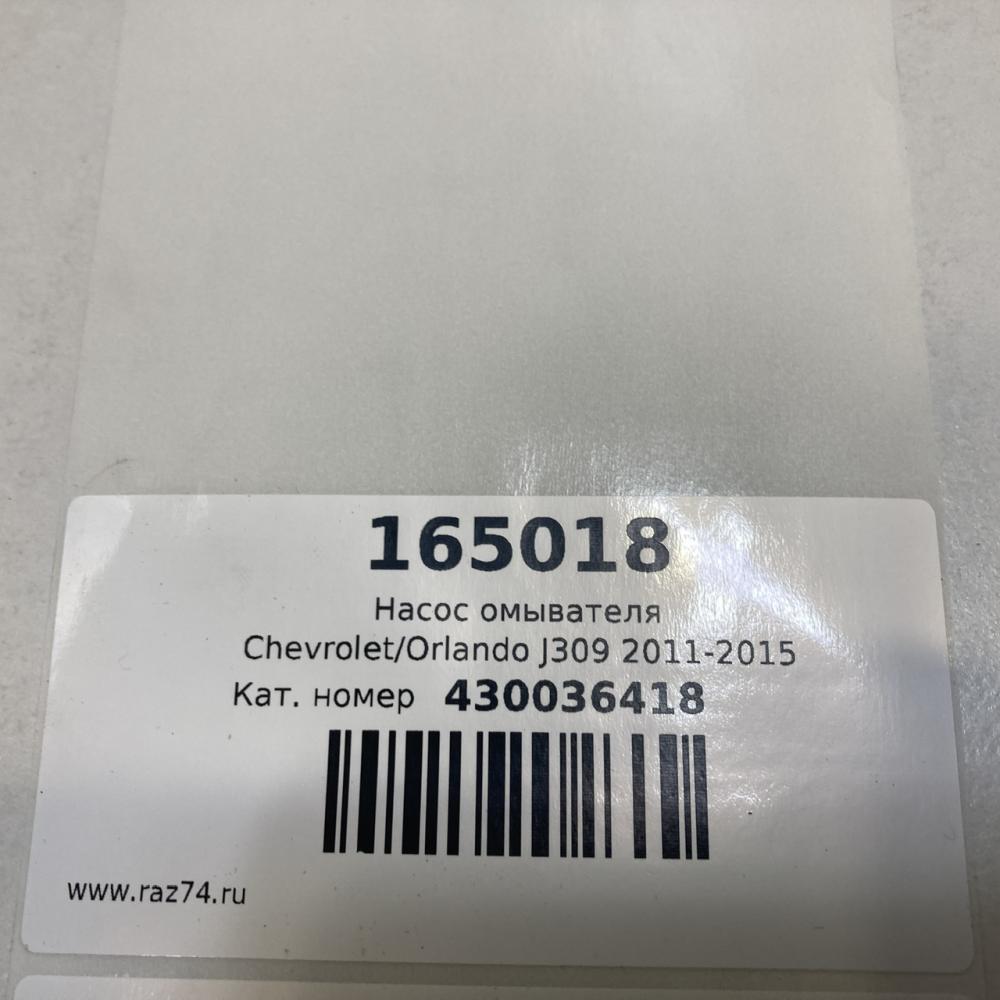 165018
Насос омывателя
Chevrolet/Orlando J309 2011-2015
Кат. номер 430036418
www.raz74.ru